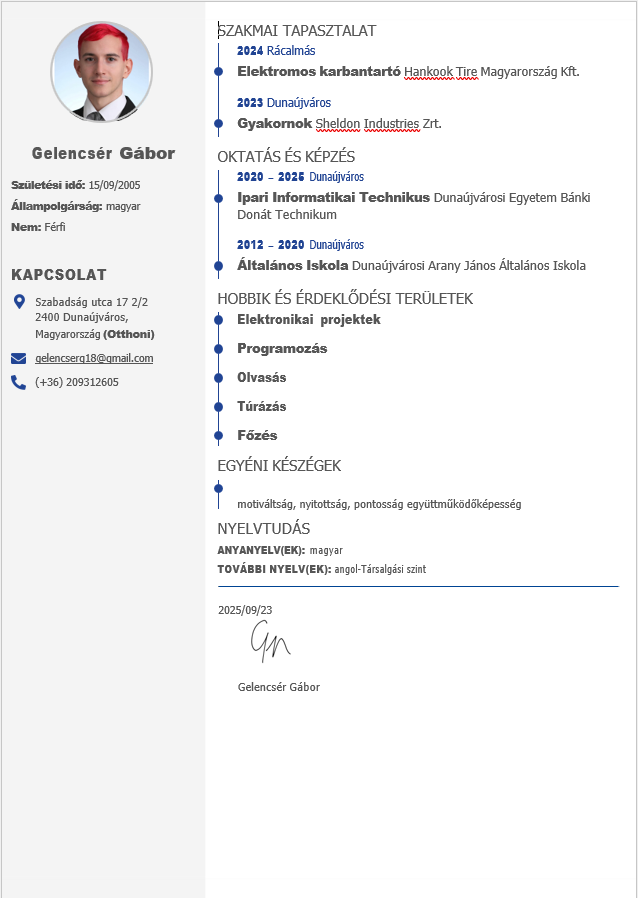 Gelencsér Gábor
Születési idő: 15/09/2005
Állampolgárság: magyar
Nem: Férfi
KAPCSOLAT
Szabadság utca 17 2/2
2400 Dunaújváros,
Magyarország (Otthoni)
gelencserg18@gmail.com
(+36) 209312605
SZAKMAI TAPASZTALAT
2024 Rácalmás
Elektromos karbantartó Hankook Tire Magyarország Kft.
2023 Dunaújváros
Gyakornok Sheldon Industries Zrt.
OKTATÁS ÉS KÉPZÉS
2020 – 2025 Dunaújváros
Ipari Informatikai Technikus Dunaújvárosi Egyetem Bánki
Donát Technikum
2012 – 2020 Dunaújváros
Általános Iskola Dunaújvárosi Arany János Általános Iskola
HOBBIK ÉS ÉRDEKLŐDÉSI TERÜLETEK
Elektronikai projektek
Programozás
Olvasás
Túrázás
Főzés
EGYÉNI KÉSZÉGEK
motiváltság, nyitottság, pontosság együttműködőképesség
NYELVTUDÁS
ANYANYELV(EK): magyar
TOVÁBBI NYELV(EK): angol-Társalgási szint
2025/09/23
Gelencsér Gábor